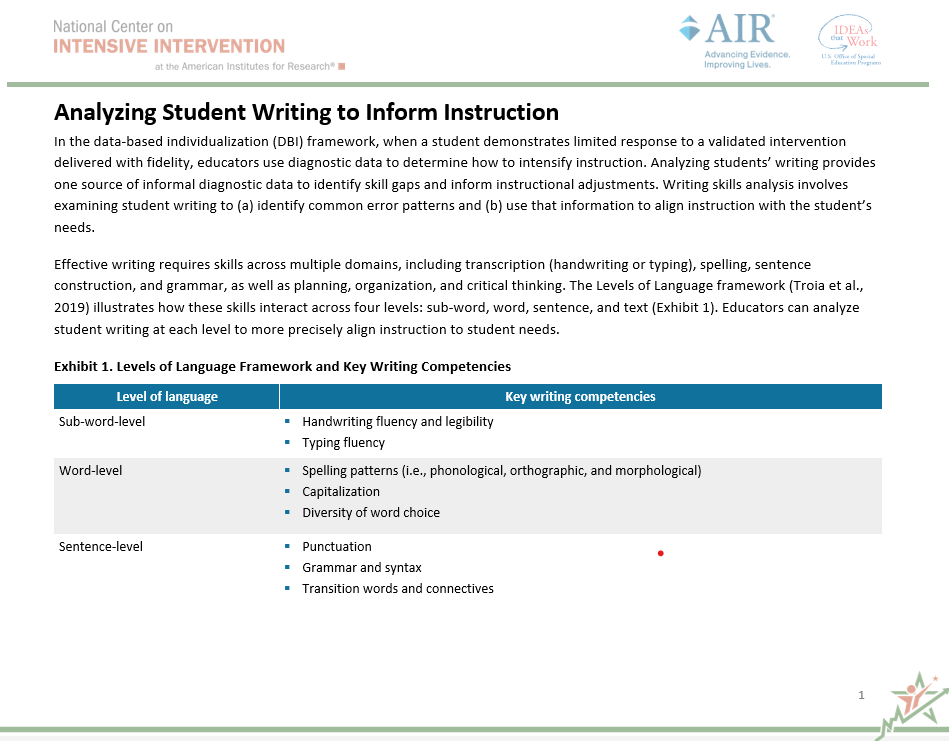 National Center on
INTENSIVE INTERVENTION
at the American Institutes for Research®
AIR®
Advancing Evidence.
Improving Lives.
IDEAs
that
Work
U.S. Office of Special
Education Programs
Analyzing Student Writing to Inform Instruction
In the data-based individualization (DBI) framework, when a student demonstrates limited response to a validated intervention
delivered with fidelity, educators use diagnostic data to determine how to intensify instruction. Analyzing students’ writing provides
one source of informal diagnostic data to identify skill gaps and inform instructional adjustments. Writing skills analysis involves
examining student writing to (a) identify common error patterns and (b) use that information to align instruction with the student’s
needs.
Effective writing requires skills across multiple domains, including transcription (handwriting or typing), spelling, sentence
construction, and grammar, as well as planning, organization, and critical thinking. The Levels of Language framework (Troia et al.,
2019) illustrates how these skills interact across four levels: sub-word, word, sentence, and text (Exhibit 1). Educators can analyze
student writing at each level to more precisely align instruction to student needs.
Exhibit 1. Levels of Language Framework and Key Writing Competencies
Level of language Key writing competencies
Sub-word-level ▪ Handwriting fluency and legibility
▪ Typing fluency
Word-level ▪ Spelling patterns (i.e., phonological, orthographic, and morphological)
▪ Capitalization
▪ Diversity of word choice
Sentence-level ▪ Punctuation
▪ Grammar and syntax
▪ Transition words and connectives
1